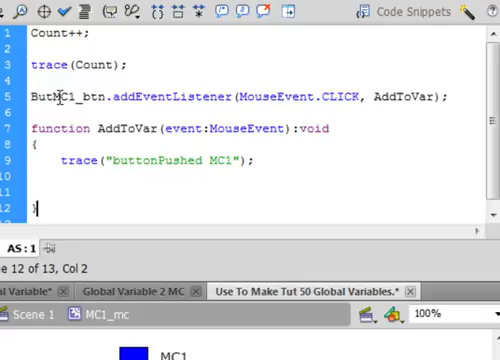 Code Snippets
1 Count++;
2
3 trace(Count);
4
5 ButMC1_btn.addEventListener(MouseEvent.CLICK, AddToVar);
6
7 function AddToVar(event:MouseEvent):void
8 {
9 trace("buttonPushed MC1");
10
11
12 }
AS:1
e 12 of 13, Col 2
al Variable* Global Variable 2 MC Use To Make Tut 50 Global Variables.*
Scene 1 MC1_mc 100%
MC1